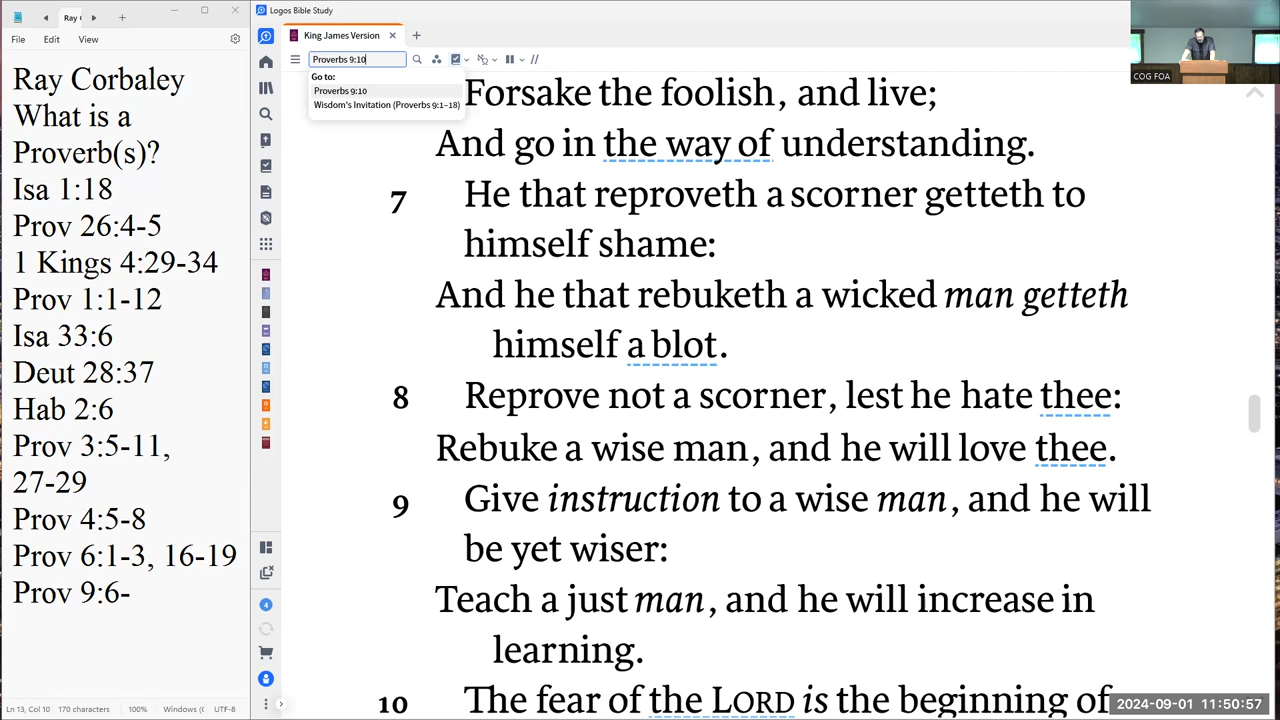 Ray
File
Edit
View
Ray Corbaley
What is a
Proverb(s)?
Isa 1:18
Prov 26:4-5
1 Kings 4:29-34
Prov 1:1-12
Isa 33:6
Deut 28:37
Hab 2:6
Prov 3:5-11,
27-29
Prov 4:5-8
Prov 6:1-3, 16-19
Prov 9:6-
Ln 13, Col 10
170 characters
100%
Windows (C
UTF-8
Logos Bible Study
King James Version
Proverbs 9:10
Go to:
Proverbs 9:10
Wisdom's Invitation (Proverbs 9:1–18)
4
Forsake the foolish, and live;
And go in the way of understanding.
7 He that reproveth a scorner getteth to
himself shame:
And he that rebuketh a wicked man getteth
himself a blot.
8 Reprove not a scorner, lest he hate thee:
Rebuke a wise man, and he will love thee.
9 Give instruction to a wise man, and he will
be yet wiser:
Teach a just man, and he will increase in
learning.
10 The fear of the LORD is the beginning of
COG FOA
2024-09-01 11:50:57